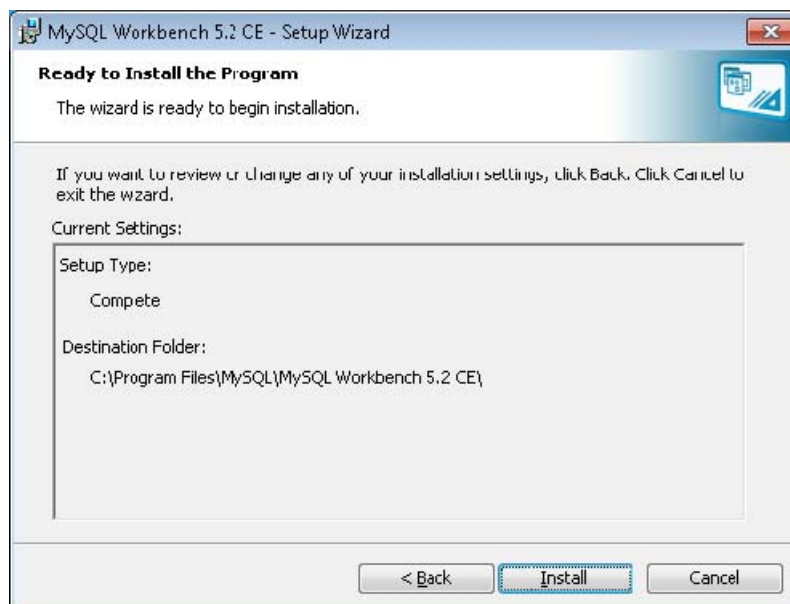 MySQL Workbench 5.2 CE - Setup Wizard
Ready to Install the Program
The wizard is ready to begin installation.
If you want to review or change any of your installation settings, click Back. Click Cancel to
exit the wzard.
Current Settings:
Setup Type:
Compete
Destination Folder:
C:\Program Files\MySQL\MySQL Workbench 5.2 CE\
< Back
Install
Cancel